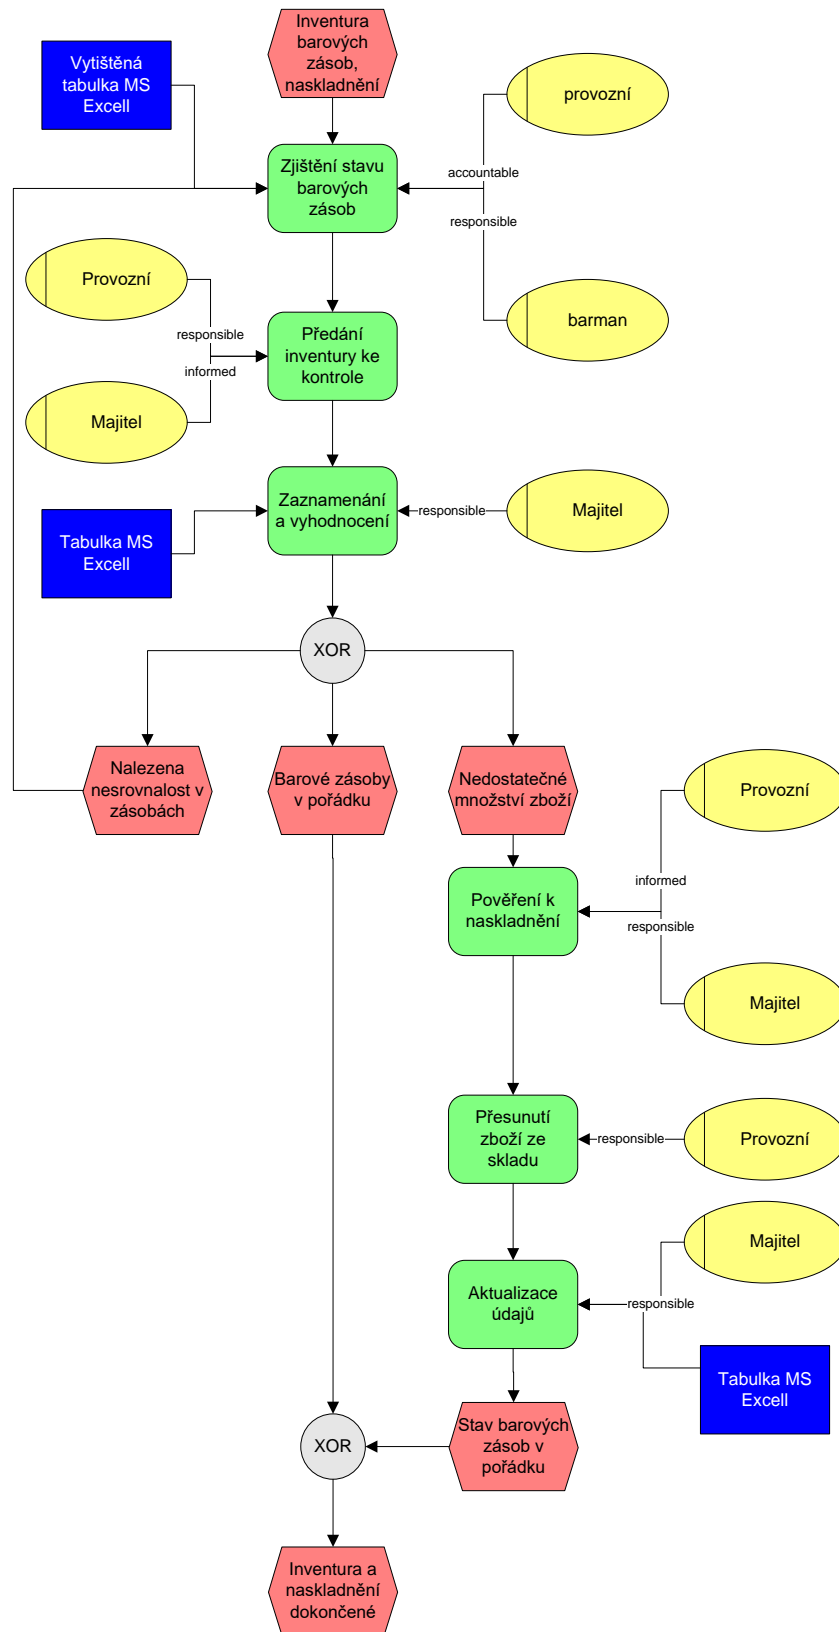 Inventura
barových
zásob,
naskladnění
Vytištěná
tabulka MS
Excell
provozní
Zjištění stavu
barových
zásob
accountable
responsible
barman
Provozní
responsible
informed
Majitel
Předání
inventury ke
kontrole
Zaznamenání
a vyhodnocení
responsible
Majitel
Tabulka MS
Excell
XOR
Nalezena
nesrovnalost v
zásobách
Barové zásoby
v pořádku
Nedostatečné
množství zboží
Provozní
informed
responsible
Majitel
Pověření k
naskladnění
Přesunutí
zboží ze
skladu
responsible
Provozní
Majitel
Aktualizace
údajů
responsible
Tabulka MS
Excell
XOR
Stav barových
zásob v
pořádku
Inventura a
naskladnění
dokončené